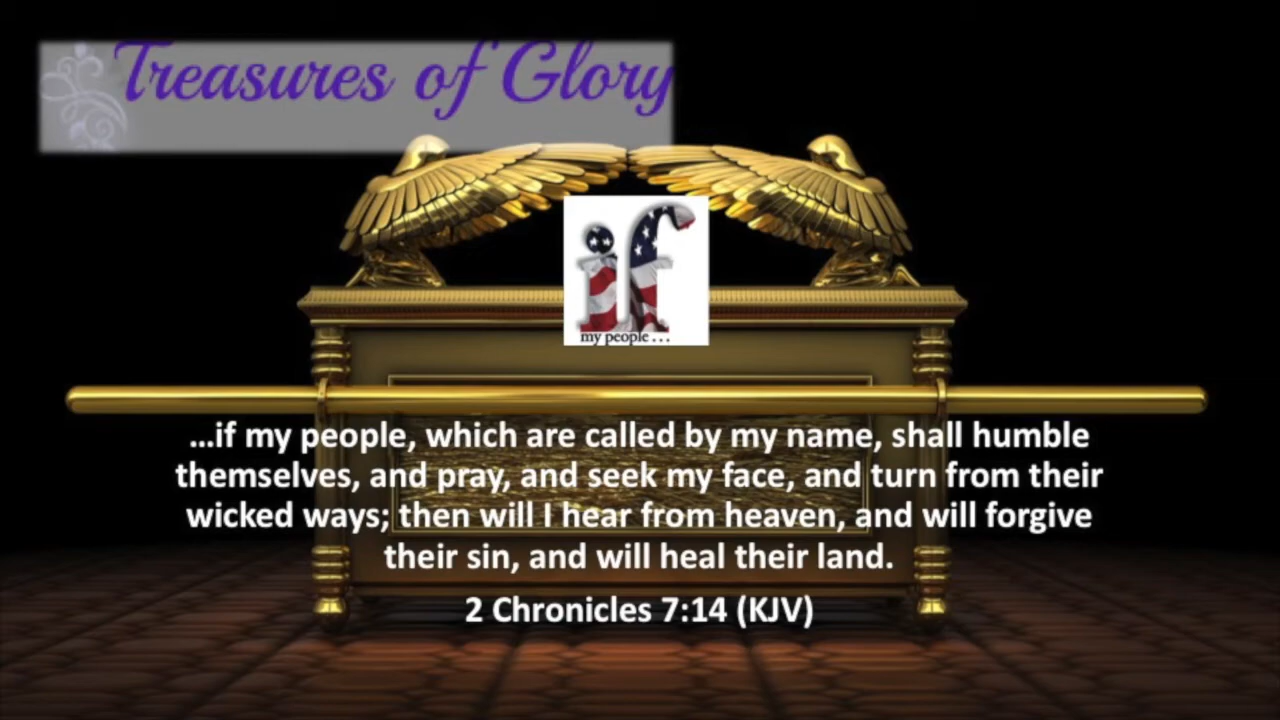 Treasures of Glory
if
my people . . .
...if my people, which are called by my name, shall humble
themselves, and pray, and seek my face, and turn from their
wicked ways; then will I hear from heaven, and will forgive
their sin, and will heal their land.
2 Chronicles 7:14 (KJV)